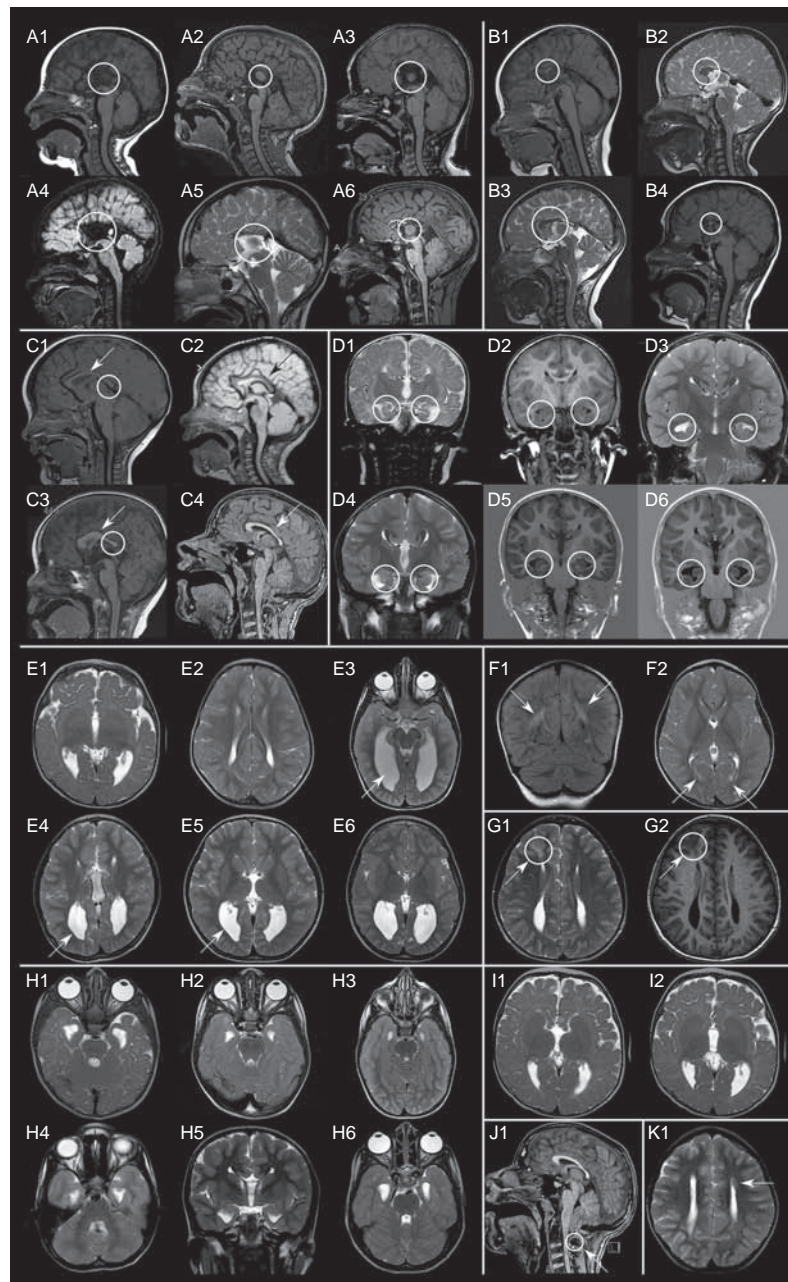 A1 A2 A3 B1 B2
A4 A5 A6 B3 B4
C1 C2 D1 D2 D3
C3 C4 D4 D5 D6
E1 E2 E3 F1 F2
E4 E5 E6 G1 G2
H1 H2 H3 I1 I2
H4 H5 H6 J1 K1